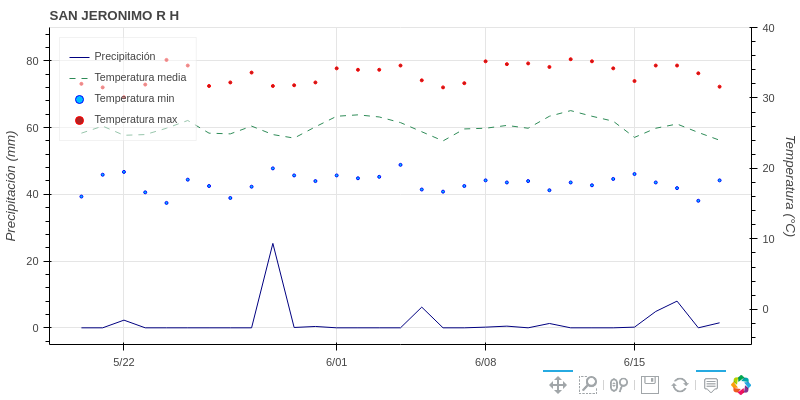 SAN JERONIMO R H
Precipitación
Temperatura media
Temperatura min
Temperatura max
Precipitación (mm)
80
60
40
20
0
Temperatura (°C)
40
30
20
10
0
5/22
6/01
6/08
6/15